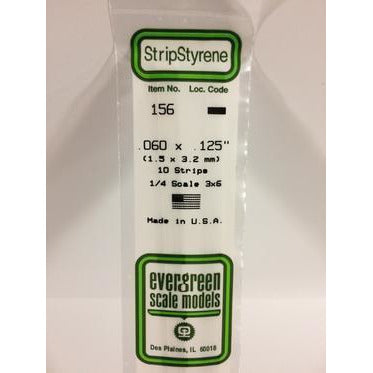 StripStyrene
Item No. Loc. Code
156
.060 x .125"
(1.5 x 3.2 mm)
10 Strips
1/4 Scale 3x6
Made in U.S.A.
evergreen
scale models
Des Plaines, IL 60018